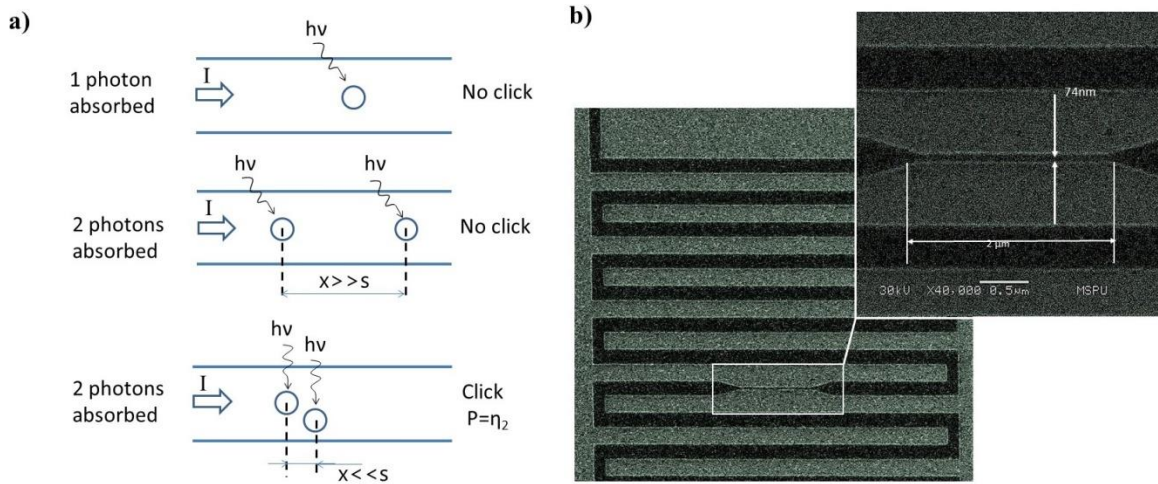 a)
hν
1 photon
absorbed
I
No click
hν
hν
2 photons
absorbed
I
No click
x>>s
hν
hν
2 photons
absorbed
I
Click
P=η₂
x<<s
b)
74nm
2 µm
30kV X40,000 0.5µm MSPU